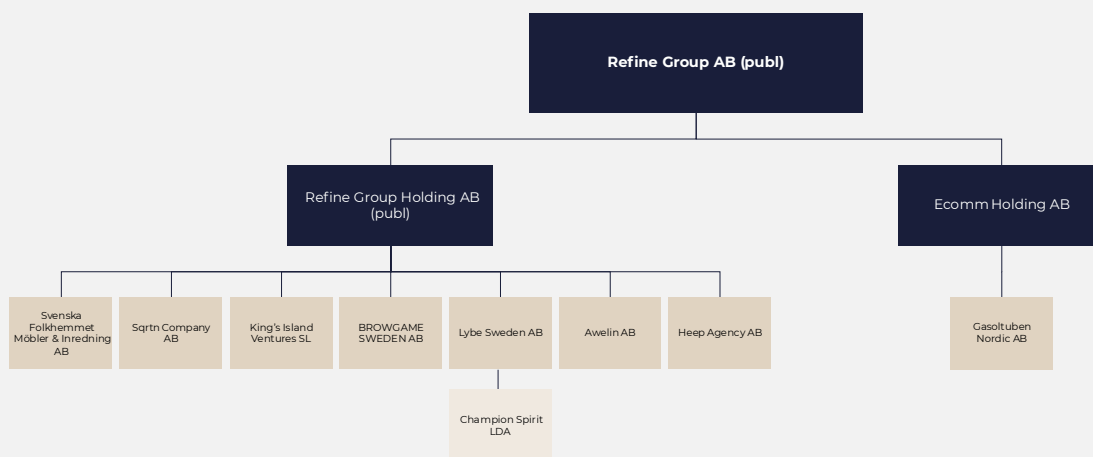 Refine Group AB (publ)
Refine Group Holding AB
(publ)
Ecomm Holding AB
Svenska
Folkhemmet
Möbler & Inredning
AB
Sqrtn Company
AB
King's Island
Ventures SL
BROWGAME
SWEDEN AB
Lybe Sweden AB
Awelin AB
Heep Agency AB
Gasoltuben
Nordic AB
Champion Spirit
LDA